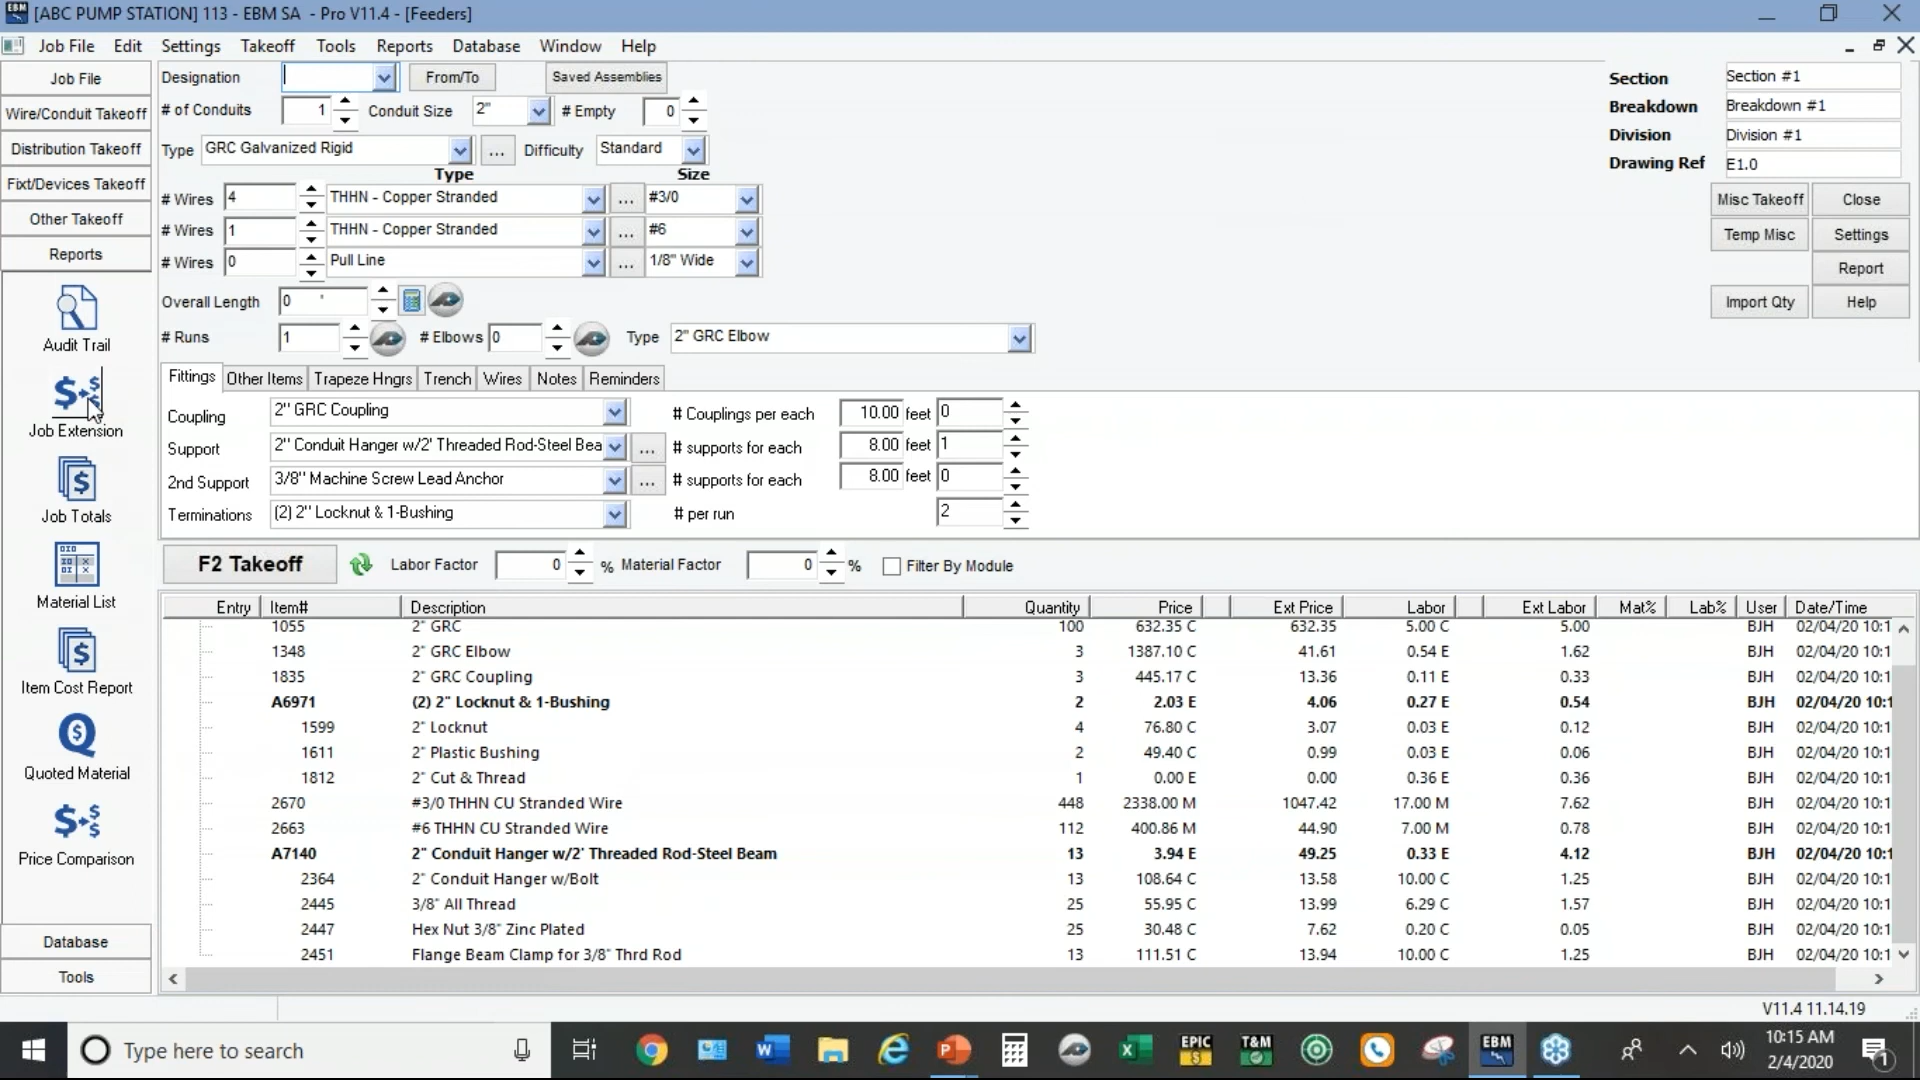 EBM [ABC PUMP STATION] 113 - EBM SA - Pro V11.4 - [Feeders]
Job File Edit Settings Takeoff Tools Reports Database Window Help
Job File
Wire/Conduit Takeoff
Distribution Takeoff
Fixt/Devices Takeoff
Other Takeoff
Reports
Audit Trail
Job Extension
Job Totals
Material List
Item Cost Report
Quoted Material
Price Comparison
Database
Tools
Designation From/To Saved Assemblies
# of Conduits 1 Conduit Size 2" # Empty 0
Type GRC Galvanized Rigid ... Difficulty Standard
Type Size
# Wires 4 THHN - Copper Stranded ... #3/0
# Wires 1 THHN - Copper Stranded ... #6
# Wires 0 Pull Line ... 1/8" Wide
Overall Length 0 '
# Runs 1 # Elbows 0 Type 2" GRC Elbow
Section Section #1
Breakdown Breakdown #1
Division Division #1
Drawing Ref E1.0
Misc Takeoff Close
Temp Misc Settings
Report
Import Qty Help
Fittings Other Items Trapeze Hngrs Trench Wires Notes Reminders
Coupling 2" GRC Coupling # Couplings per each 10.00 feet 0
Support 2" Conduit Hanger w/2' Threaded Rod-Steel Bea ... # supports for each 8.00 feet 1
2nd Support 3/8" Machine Screw Lead Anchor ... # supports for each 8.00 feet 0
Terminations (2) 2" Locknut & 1-Bushing # per run 2
F2 Takeoff Labor Factor 0 % Material Factor 0 % Filter By Module
Entry Item# Description Quantity Price Ext Price Labor Ext Labor Mat% Lab% User Date/Time
1055 2" GRC 100 632.35 C 632.35 5.00 C 5.00 BJH 02/04/20 10:1
1348 2" GRC Elbow 3 1387.10 C 41.61 0.54 E 1.62 BJH 02/04/20 10:1
1835 2" GRC Coupling 3 445.17 C 13.36 0.11 E 0.33 BJH 02/04/20 10:1
A6971 (2) 2" Locknut & 1-Bushing 2 2.03 E 4.06 0.27 E 0.54 BJH 02/04/20 10:1
1599 2" Locknut 4 76.80 C 3.07 0.03 E 0.12 BJH 02/04/20 10:1
1611 2" Plastic Bushing 2 49.40 C 0.99 0.03 E 0.06 BJH 02/04/20 10:1
1812 2" Cut & Thread 1 0.00 E 0.00 0.36 E 0.36 BJH 02/04/20 10:1
2670 #3/0 THHN CU Stranded Wire 448 2338.00 M 1047.42 17.00 M 7.62 BJH 02/04/20 10:1
2663 #6 THHN CU Stranded Wire 112 400.86 M 44.90 7.00 M 0.78 BJH 02/04/20 10:1
A7140 2" Conduit Hanger w/2' Threaded Rod-Steel Beam 13 3.94 E 49.25 0.33 E 4.12 BJH 02/04/20 10:1
2364 2" Conduit Hanger w/Bolt 13 108.64 C 13.58 10.00 C 1.25 BJH 02/04/20 10:1
2445 3/8" All Thread 25 55.95 C 13.99 6.29 C 1.57 BJH 02/04/20 10:1
2447 Hex Nut 3/8" Zinc Plated 25 30.48 C 7.62 0.20 C 0.05 BJH 02/04/20 10:1
2451 Flange Beam Clamp for 3/8" Thrd Rod 13 111.51 C 13.94 10.00 C 1.25 BJH 02/04/20 10:1
V11.4 11.14.19
Type here to search EPIC T&M EBM 10:15 AM
2/4/2020 1